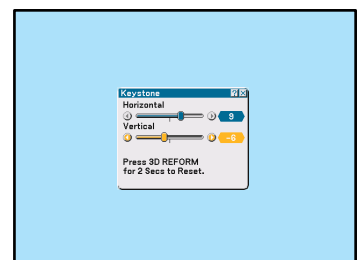 Keystone
Horizontal
9
Vertical
-6
Press 3D REFORM
for 2 Secs to Reset.